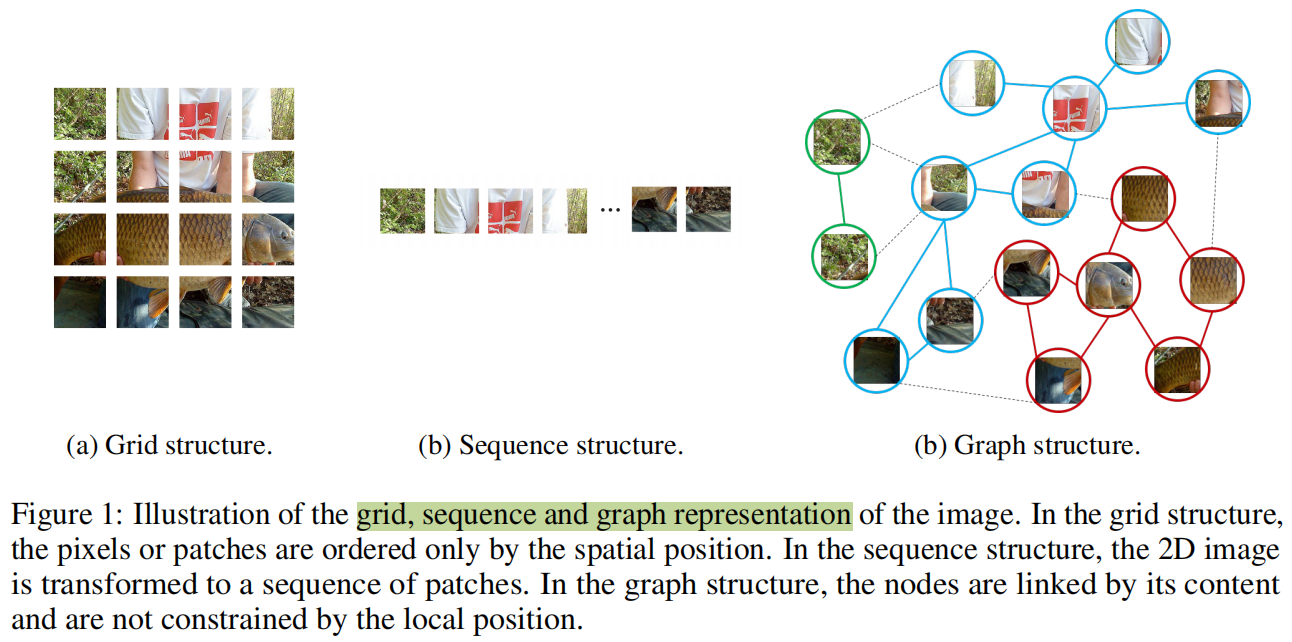 ...
(a) Grid structure.
(b) Sequence structure.
(b) Graph structure.
Figure 1: Illustration of the grid, sequence and graph representation of the image. In the grid structure,
the pixels or patches are ordered only by the spatial position. In the sequence structure, the 2D image
is transformed to a sequence of patches. In the graph structure, the nodes are linked by its content
and are not constrained by the local position.